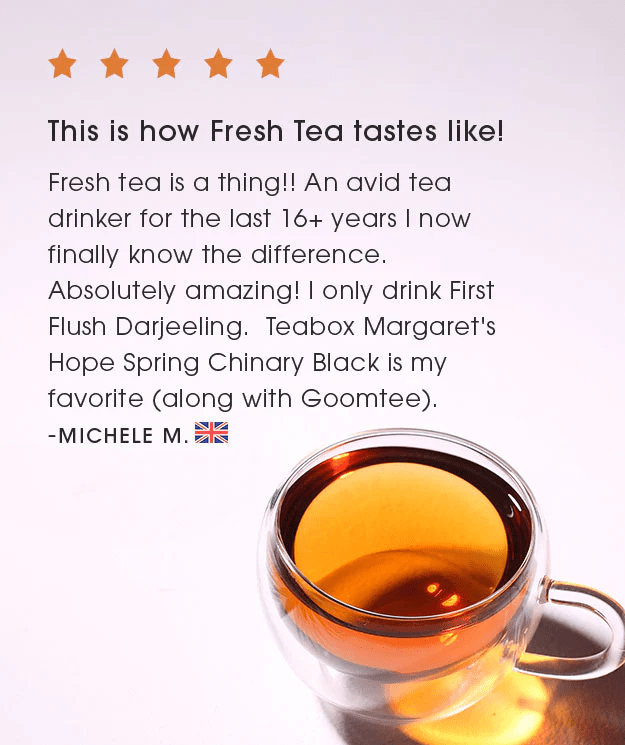 This is how Fresh Tea tastes like!
Fresh tea is a thing!! An avid tea
drinker for the last 16+ years I now
finally know the difference.
Absolutely amazing! I only drink First
Flush Darjeeling.  Teabox Margaret's
Hope Spring Chinary Black is my
favorite (along with Goomtee).
-MICHELE M.